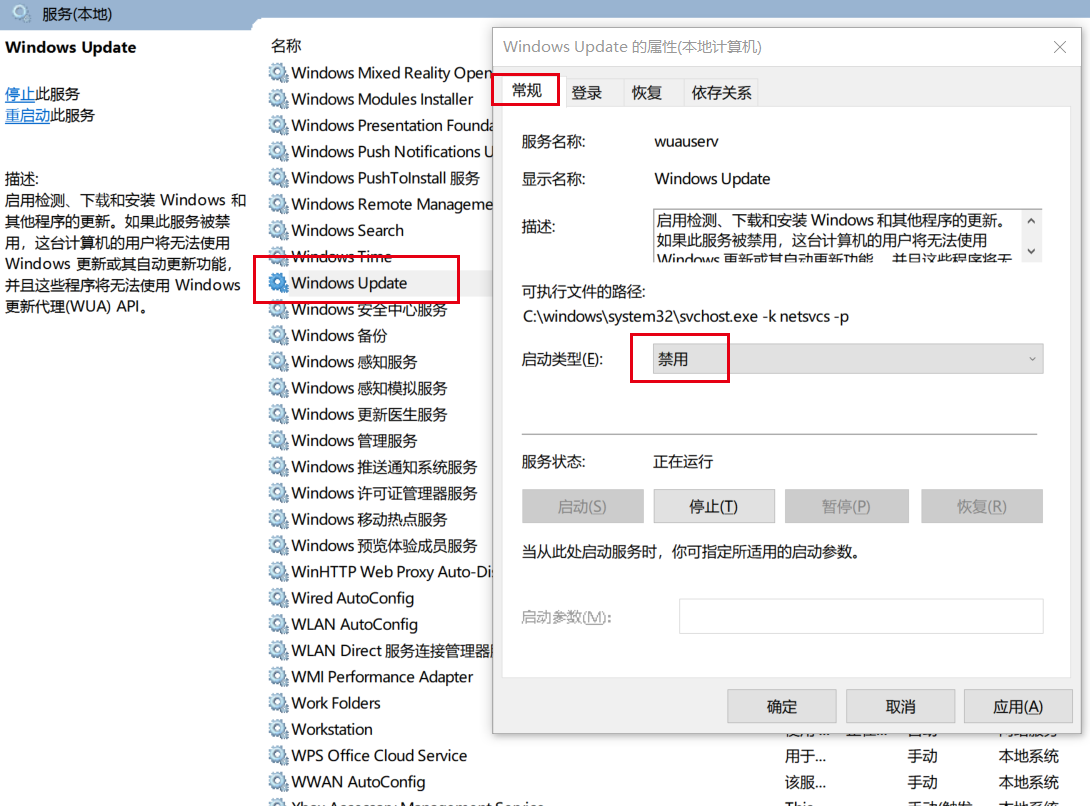 服务(本地)
Windows Update
停止此服务
重启动此服务
描述:
启用检测、下载和安装 Windows 和
其他程序的更新。如果此服务被禁
用，这台计算机的用户将无法使用
Windows 更新或其自动更新功能，
并且这些程序将无法使用 Windows
更新代理(WUA) API。
名称
Windows Mixed Reality Open
Windows Modules Installer
Windows Presentation Founda
Windows Push Notifications U
Windows PushToInstall 服务
Windows Remote Manageme
Windows Search
Windows Time
Windows Update
Windows 安全中心服务
Windows 备份
Windows 感知服务
Windows 感知模拟服务
Windows 更新医生服务
Windows 管理服务
Windows 推送通知系统服务
Windows 许可证管理器服务
Windows 移动热点服务
Windows 预览体验成员服务
WinHTTP Web Proxy Auto-Dis
Wired AutoConfig
WLAN AutoConfig
WLAN Direct 服务连接管理器
WMI Performance Adapter
Work Folders
Workstation
WPS Office Cloud Service 用于... 手动 本地系统
WWAN AutoConfig 该服... 手动 本地系统
Xbox Accessory Management Service This 手动(触发 本地系统
Windows Update 的属性(本地计算机)
常规 登录 恢复 依存关系
服务名称: wuauserv
显示名称: Windows Update
描述: 启用检测、下载和安装 Windows 和其他程序的更新。
如果此服务被禁用，这台计算机的用户将无法使用
Windows 更新或其自动更新功能，并且这些程序将无
可执行文件的路径:
C:\windows\system32\svchost.exe -k netsvcs -p
启动类型(E): 禁用
服务状态: 正在运行
启动(S) 停止(T) 暂停(P) 恢复(R)
当从此处启动服务时，你可指定所适用的启动参数。
启动参数(M):
确定 取消 应用(A)